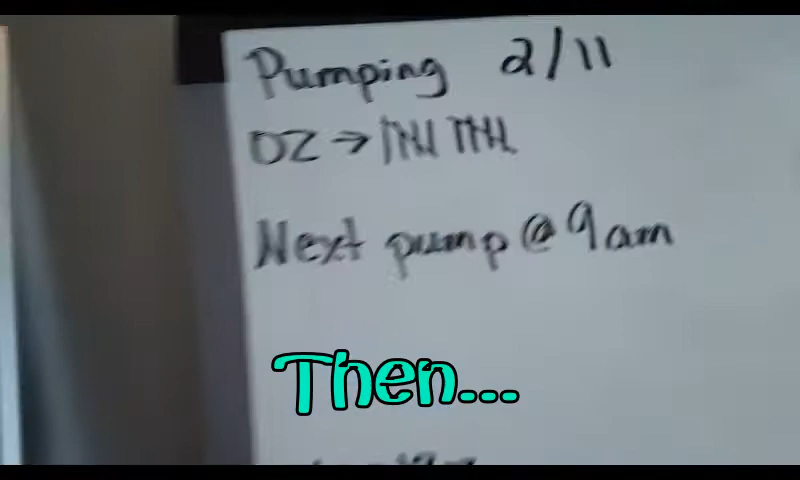 Pumping 2/11
OZ →
Next pump @ 9am
Then...